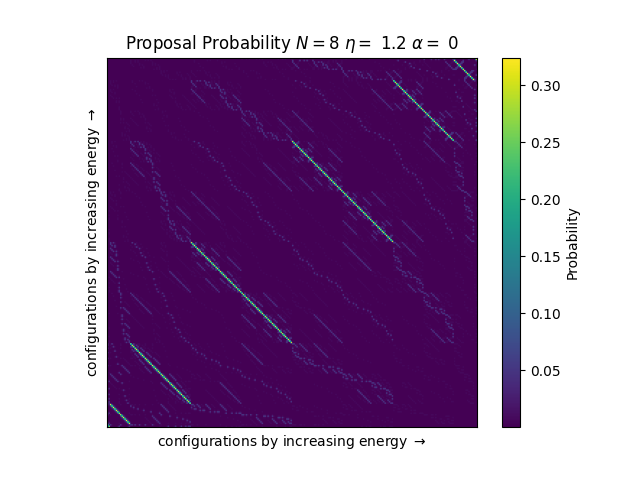 Proposal Probability N = 8 η = 1.2 α = 0
configurations by increasing energy →
configurations by increasing energy →
0.30
0.25
0.20
0.15
0.10
0.05
Probability